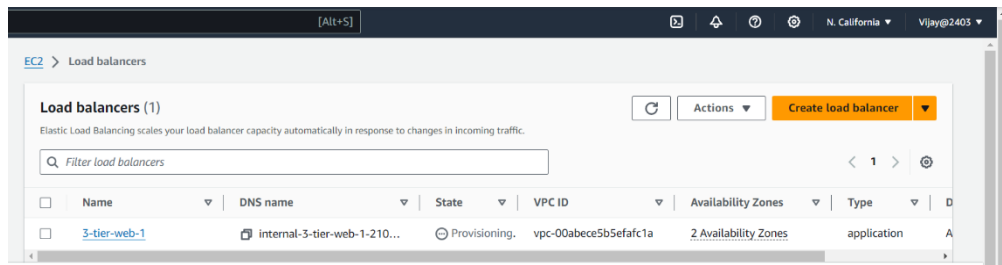 [Alt+S] N. California Vijay@2403
EC2 > Load balancers
Load balancers (1) Actions Create load balancer
Elastic Load Balancing scales your load balancer capacity automatically in response to changes in incoming traffic.
Filter load balancers 1
Name DNS name State VPC ID Availability Zones Type D
3-tier-web-1 internal-3-tier-web-1-210... Provisioning. vpc-00abece5b5efafc1a 2 Availability Zones application A